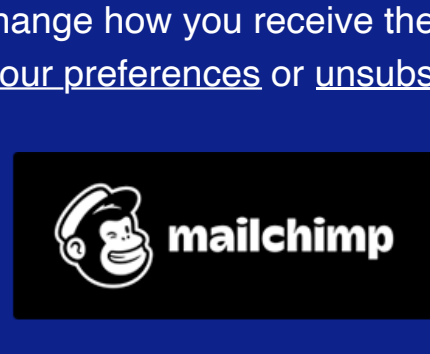 hange how you receive the
our preferences or unsubs
mailchimp